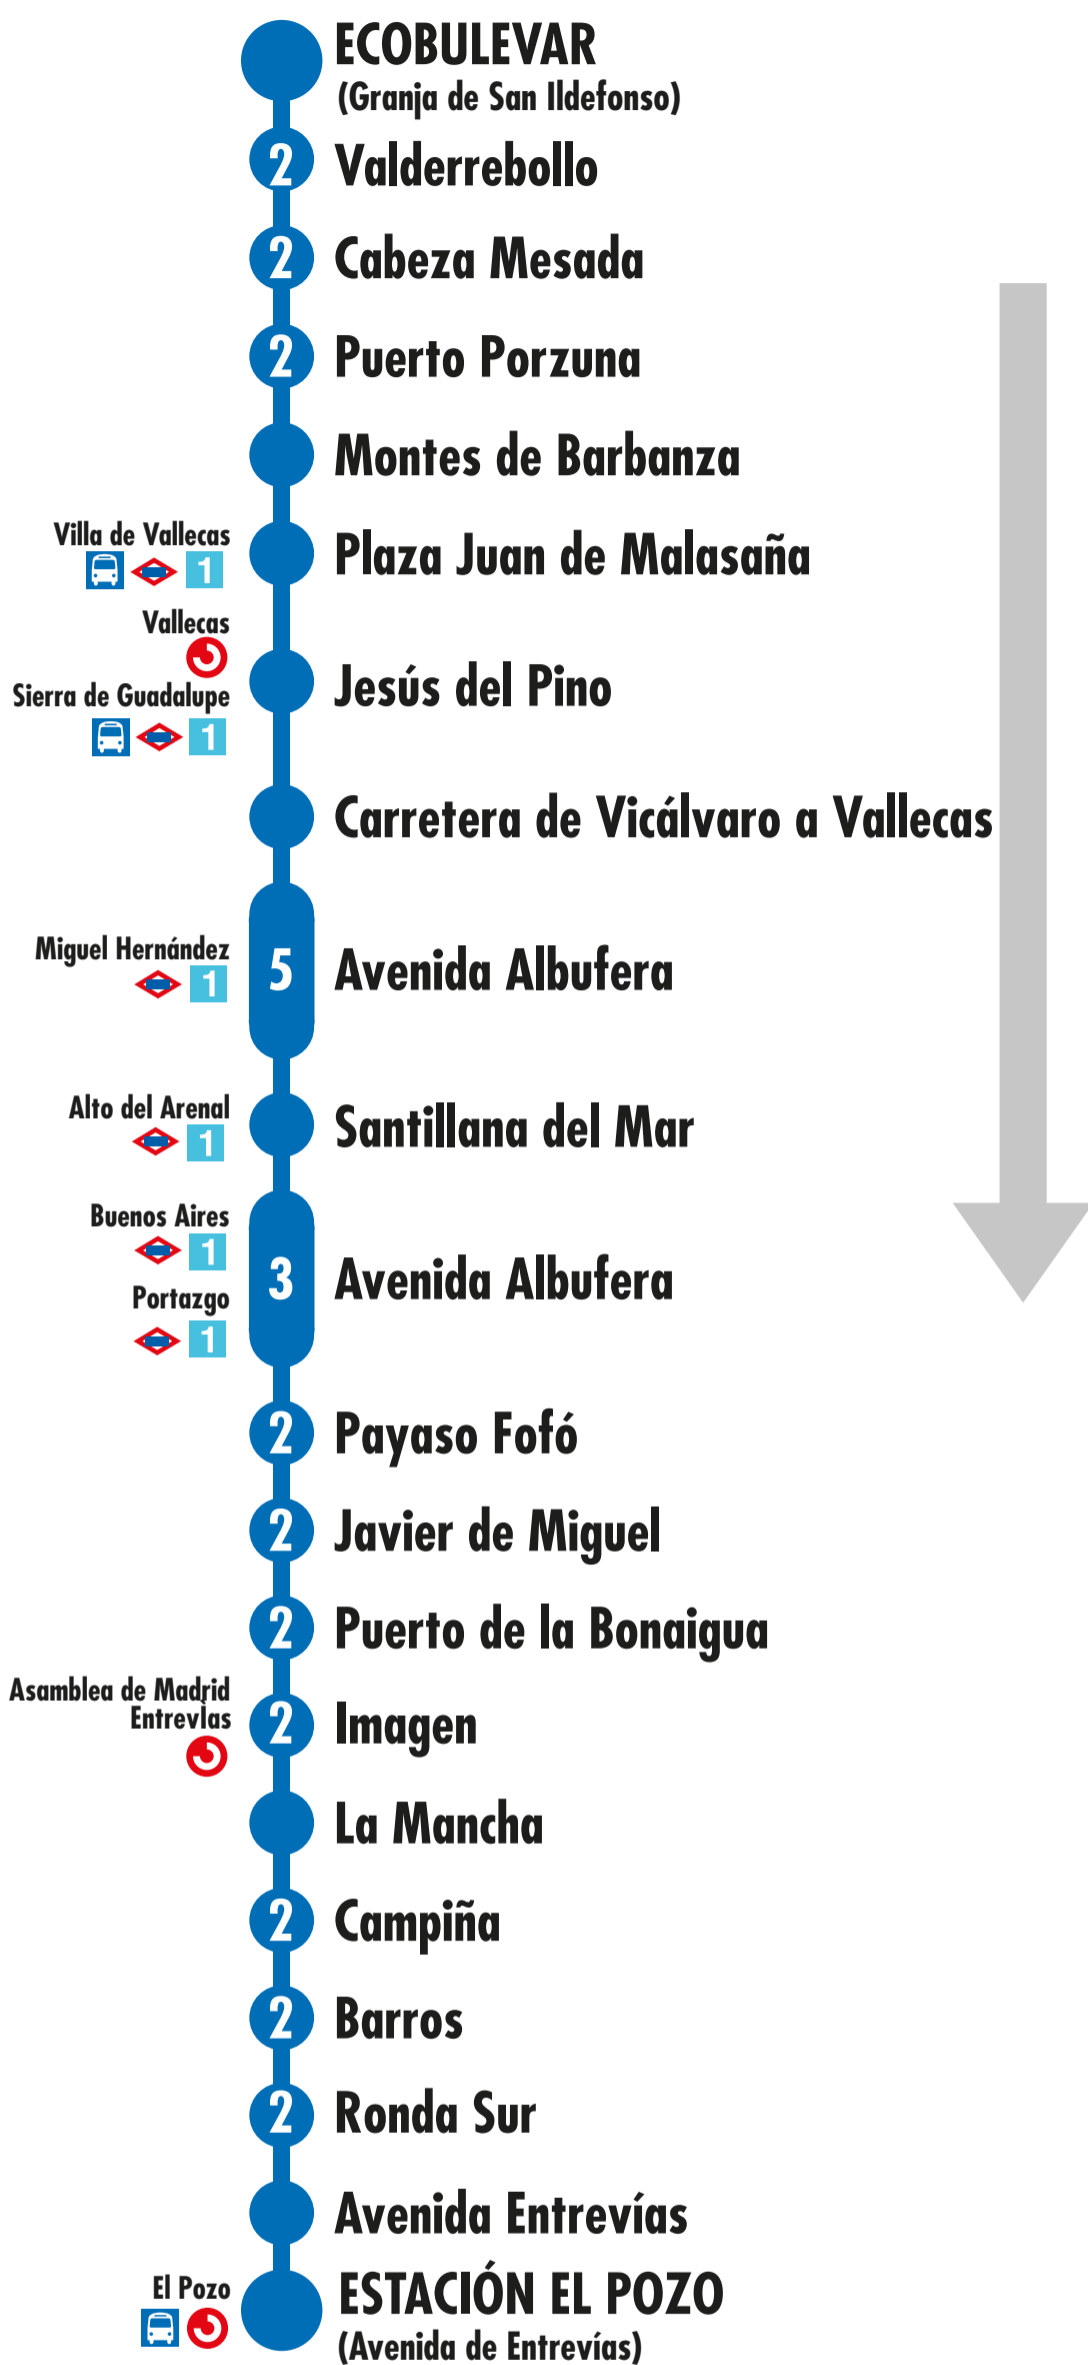 ECOBULEVAR
(Granja de San Ildefonso)
2 Valderrebollo
2 Cabeza Mesada
2 Puerto Porzuna
Montes de Barbanza
Villa de Vallecas
1
Plaza Juan de Malasaña
Vallecas
Sierra de Guadalupe
1
Jesús del Pino
Carretera de Vicálvaro a Vallecas
Miguel Hernández
1
5 Avenida Albufera
Alto del Arenal
1
Santillana del Mar
Buenos Aires
1
Portazgo
1
3 Avenida Albufera
2 Payaso Fofó
2 Javier de Miguel
2 Puerto de la Bonaigua
Asamblea de Madrid
Entrevías
2 Imagen
La Mancha
2 Campiña
2 Barros
2 Ronda Sur
Avenida Entrevías
El Pozo
ESTACIÓN EL POZO
(Avenida de Entrevías)